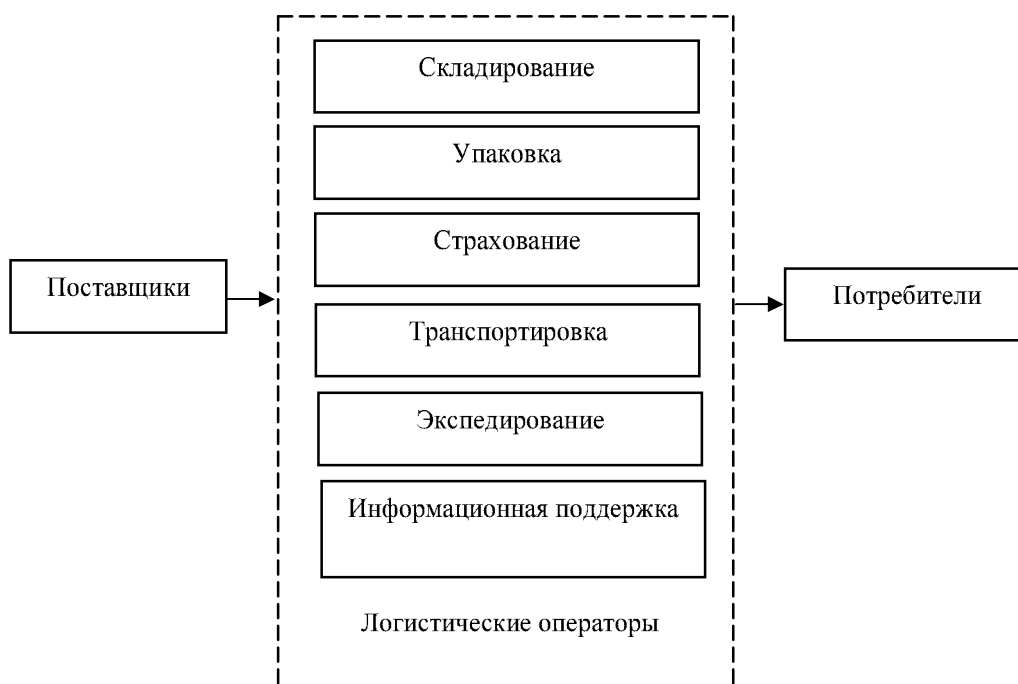 Складирование
Упаковка
Страхование
Поставщики
Потребители
Транспортировка
Экспедирование
Информационная поддержка
Логистические операторы